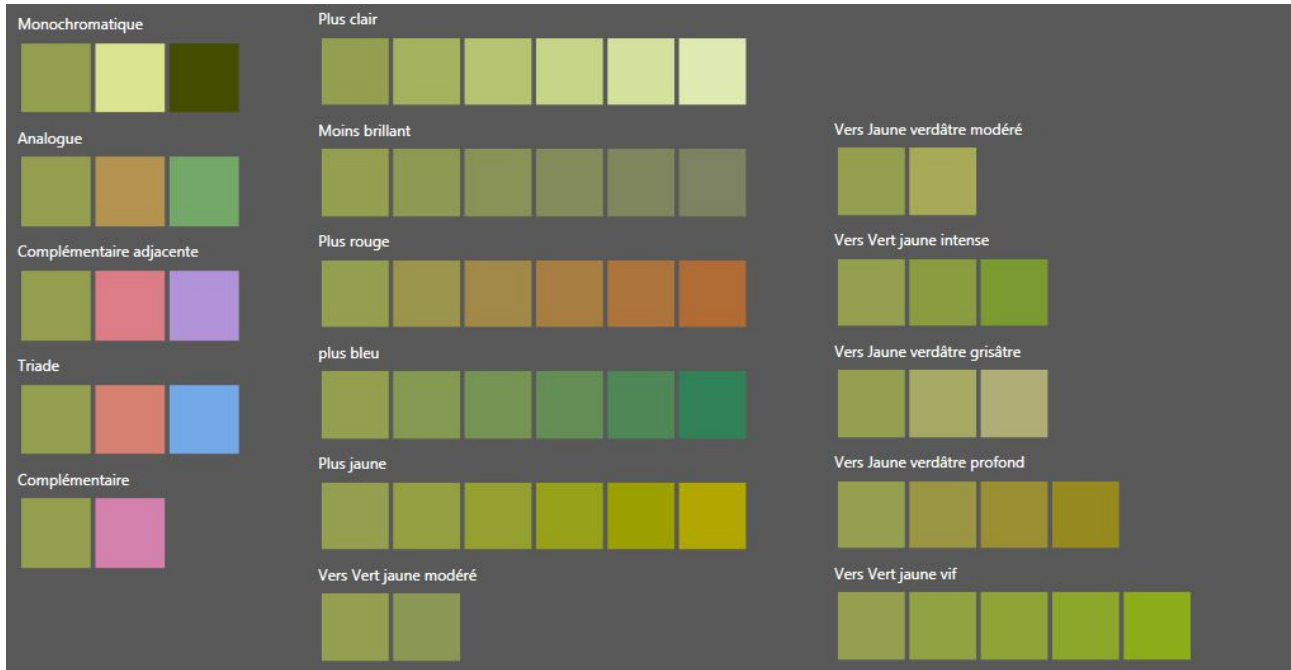 Monochromatique
Analogue
Complémentaire adjacente
Triade
Complémentaire
Plus clair
Moins brillant
Plus rouge
plus bleu
Plus jaune
Vers Vert jaune modéré
Vers Jaune verdâtre modéré
Vers Vert jaune intense
Vers Jaune verdâtre grisâtre
Vers Jaune verdâtre profond
Vers Vert jaune vif